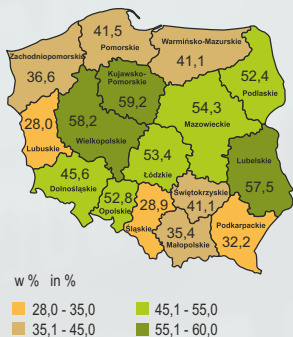 41,5
Pomorskie
Warmińsko-Mazurskie
41,1
Zachodniopomorskie
36,6
Kujawsko-
Pomorskie
59,2
52,4
Podlaskie
28,0
Lubuskie
58,2
Wielkopolskie
54,3
Mazowieckie
53,4
Łódzkie
Lubelskie
57,5
45,6
Dolnośląskie
52,8
Opolskie
28,9
Śląskie
Świętokrzyskie
41,1
35,4
Małopolskie
Podkarpackie
32,2
w % in %
28,0 - 35,0
45,1 - 55,0
35,1 - 45,0
55,1 - 60,0